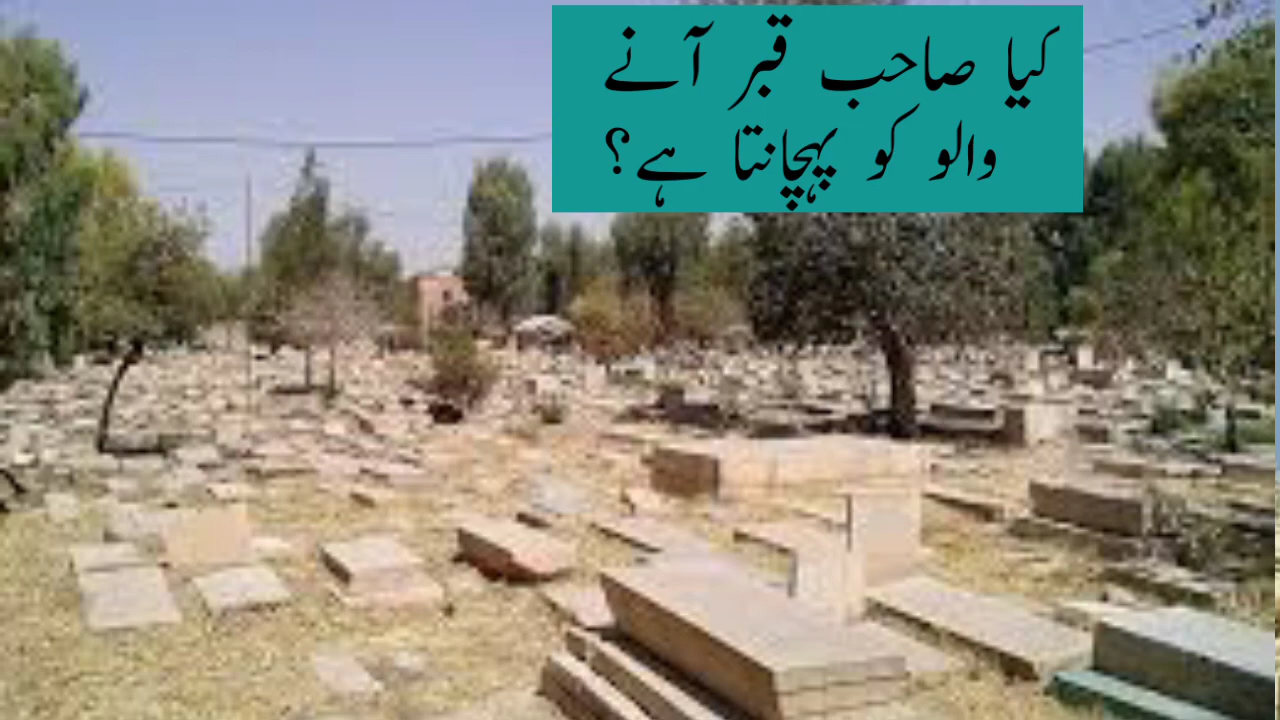 کیا صاحب قبر آنے
والو کو پہچانتا ہے؟